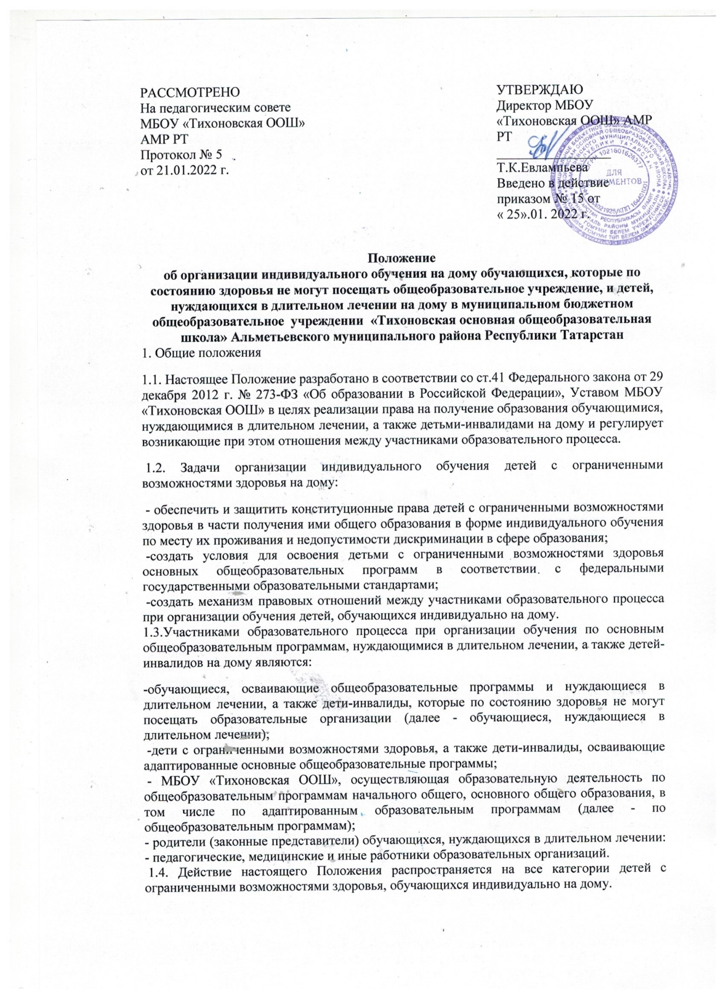 РАССМОТРЕНО
На педагогическим совете
МБОУ «Тихоновская ООШ»
АМР РТ
Протокол № 5
от 21.01.2022 г.
УТВЕРЖДАЮ
Директор МБОУ
«Тихоновская ООШ» АМР
РТ
Т.К.Евлампьева
Введено в действие
приказом № 15 от
« 25».01. 2022 г.
ОГРН 1021601626377
ДЛЯ
ДОКУМЕНТОВ
Положение
об организации индивидуального обучения на дому обучающихся, которые по
состоянию здоровья не могут посещать общеобразовательное учреждение, и детей,
нуждающихся в длительном лечении на дому в муниципальном бюджетном
общеобразовательное учреждении «Тихоновская основная общеобразовательная
школа» Альметьевского муниципального района Республики Татарстан
1. Общие положения
1.1. Настоящее Положение разработано в соответствии со ст.41 Федерального закона от 29
декабря 2012 г. № 273-ФЗ «Об образовании в Российской Федерации», Уставом МБОУ
«Тихоновская ООШ» в целях реализации права на получение образования обучающимися,
нуждающимися в длительном лечении, а также детьми-инвалидами на дому и регулирует
возникающие при этом отношения между участниками образовательного процесса.
1.2. Задачи организации индивидуального обучения детей с ограниченными
возможностями здоровья на дому:
- обеспечить и защитить конституционные права детей с ограниченными возможностями
здоровья в части получения ими общего образования в форме индивидуального обучения
по месту их проживания и недопустимости дискриминации в сфере образования;
-создать условия для освоения детьми с ограниченными возможностями здоровья
основных общеобразовательных программ в соответствии с федеральными
государственными образовательными стандартами;
-создать механизм правовых отношений между участниками образовательного процесса
при организации обучения детей, обучающихся индивидуально на дому.
1.3.Участниками образовательного процесса при организации обучения по основным
общеобразовательным программам, нуждающимися в длительном лечении, а также детей-
инвалидов на дому являются:
-обучающиеся, осваивающие общеобразовательные программы и нуждающиеся в
длительном лечении, а также дети-инвалиды, которые по состоянию здоровья не могут
посещать образовательные организации (далее - обучающиеся, нуждающиеся в
длительном лечении);
-дети с ограниченными возможностями здоровья, а также дети-инвалиды, осваивающие
адаптированные основные общеобразовательные программы;
- МБОУ «Тихоновская ООШ», осуществляющая образовательную деятельность по
общеобразовательным программам начального общего, основного общего образования, в
том числе по адаптированным образовательным программам (далее - по
общеобразовательным программам);
- родители (законные представители) обучающихся, нуждающихся в длительном лечении:
- педагогические, медицинские и иные работники образовательных организаций.
1.4. Действие настоящего Положения распространяется на все категории детей с
ограниченными возможностями здоровья, обучающихся индивидуально на дому.